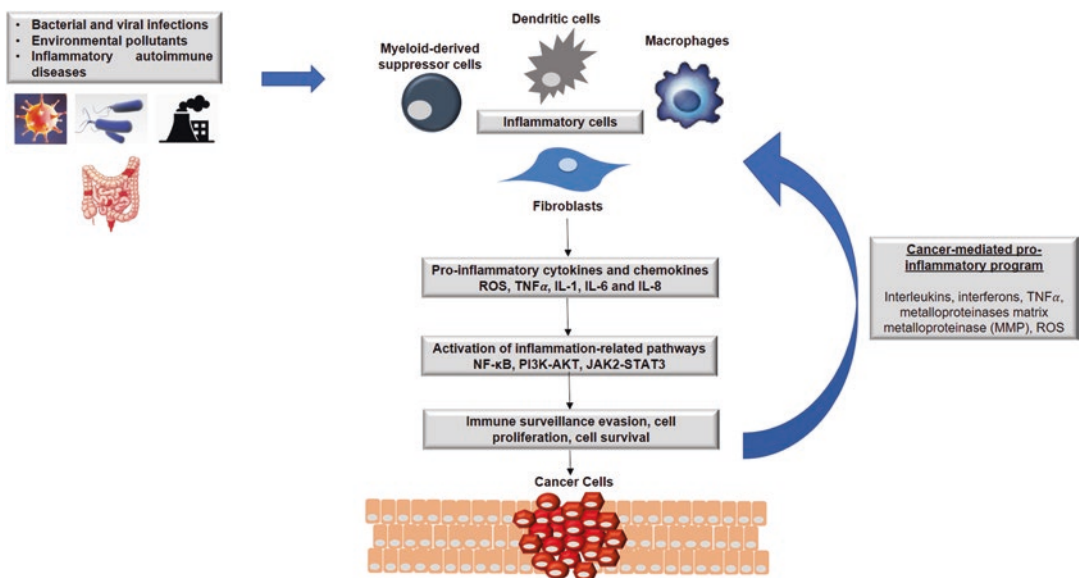 • Bacterial and viral infections
• Environmental pollutants
• Inflammatory autoimmune
diseases
Dendritic cells
Myeloid-derived
suppressor cells
Macrophages
Inflammatory cells
Fibroblasts
Pro-inflammatory cytokines and chemokines
ROS, TNFα, IL-1, IL-6 and IL-8
Activation of inflammation-related pathways
NF-κB, PI3K-AKT, JAK2-STAT3
Immune surveillance evasion, cell
proliferation, cell survival
Cancer Cells
Cancer-mediated pro-
inflammatory program
Interleukins, interferons, TNFα,
metalloproteinases matrix
metalloproteinase (MMP), ROS